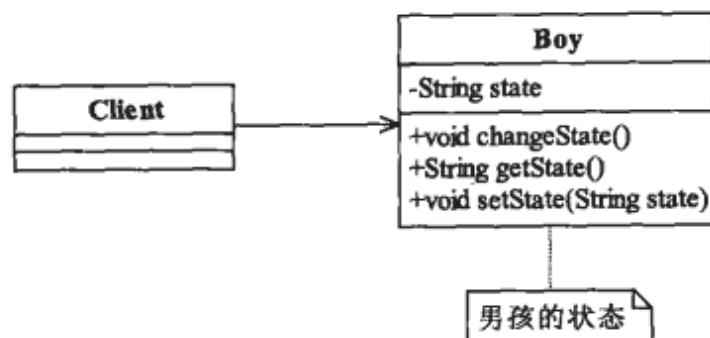 Boy
-String state
Client
+void changeState()
+String getState()
+void setState(String state)
男孩的状态